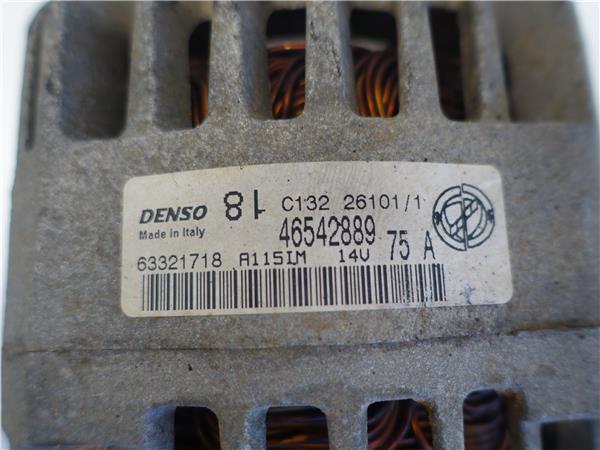 DENSO 81 C132 26101/1
Made in Italy 46542889 75 A
63321718 A115IM 14V